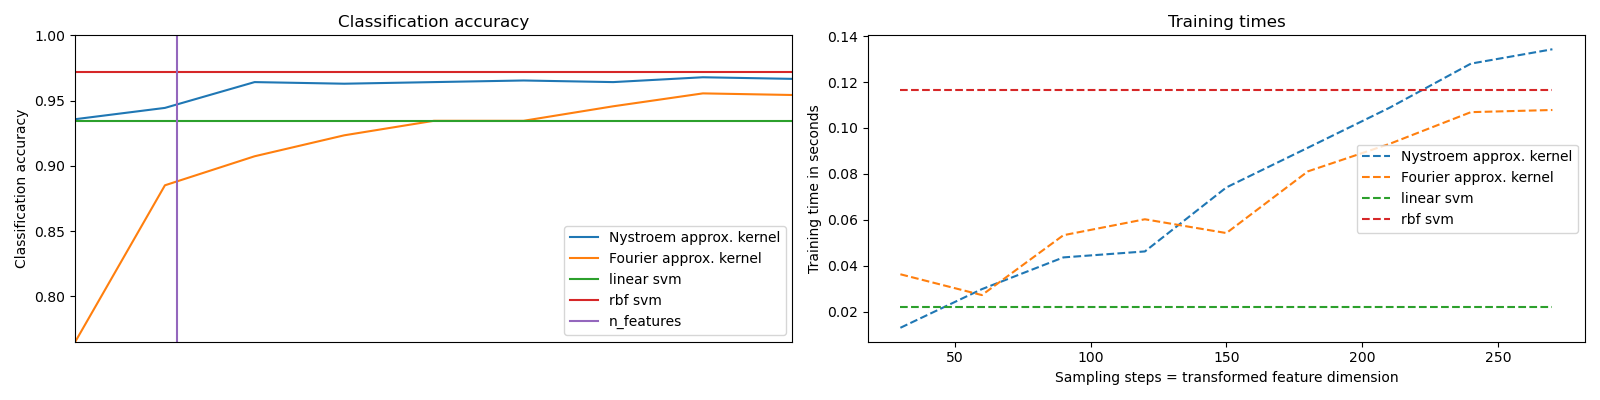 Classification accuracy
1.00
0.95
0.90
0.85
0.80
Classification accuracy
Nystroem approx. kernel
Fourier approx. kernel
linear svm
rbf svm
n_features
Training times
0.14
0.12
0.10
0.08
0.06
0.04
0.02
Training time in seconds
Nystroem approx. kernel
Fourier approx. kernel
linear svm
rbf svm
50 100 150 200 250
Sampling steps = transformed feature dimension